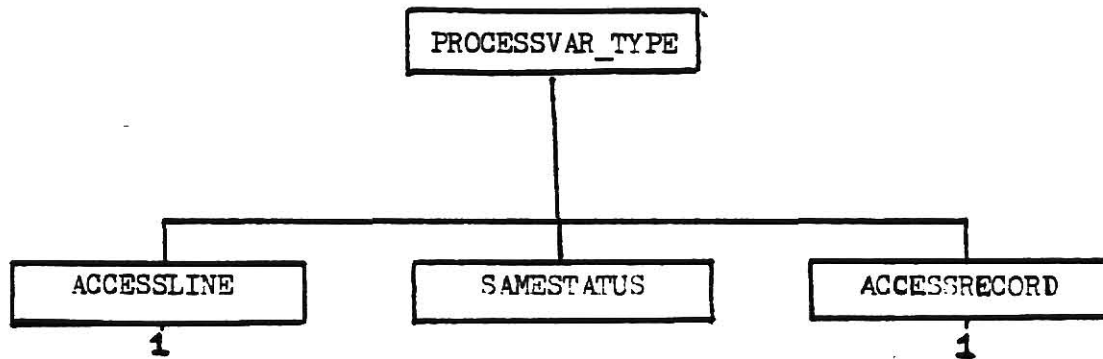 PROCESSVAR_TYPE
ACCESSLINE
SAMESTATUS
ACCESSRECORD
1
1